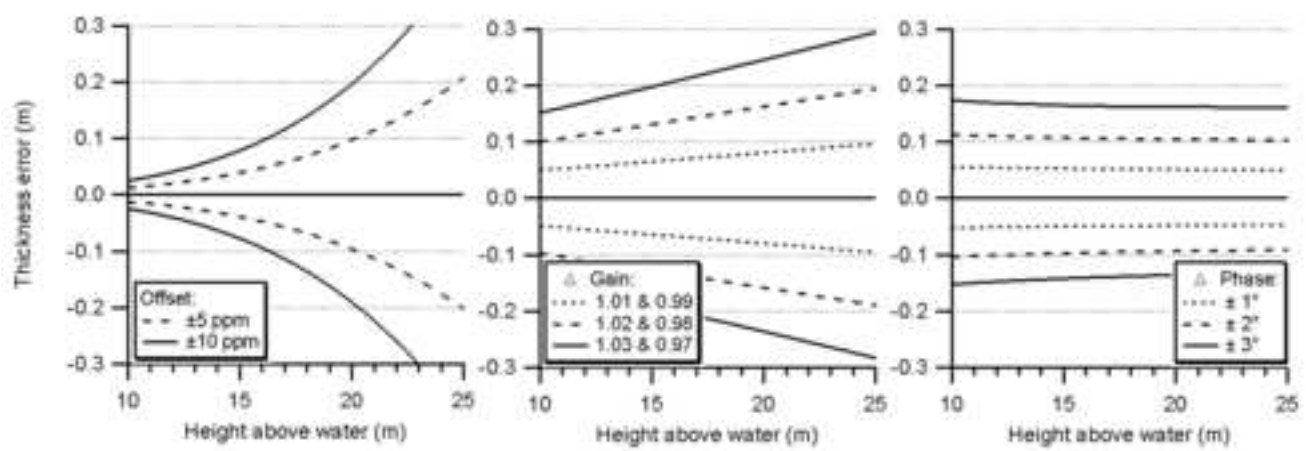 Thickness error (m)
0.3
0.2
0.1
0.0
-0.1
-0.2
-0.3
Offset:
±5 ppm
±10 ppm
10 15 20 25
Height above water (m)
0.3
0.2
0.1
0.0
-0.1
-0.2
-0.3
△ Gain:
1.01 & 0.99
1.02 & 0.98
1.03 & 0.97
10 15 20 25
Height above water (m)
0.3
0.2
0.1
0.0
-0.1
-0.2
-0.3
△ Phase:
± 1°
± 2°
± 3°
10 15 20 25
Height above water (m)